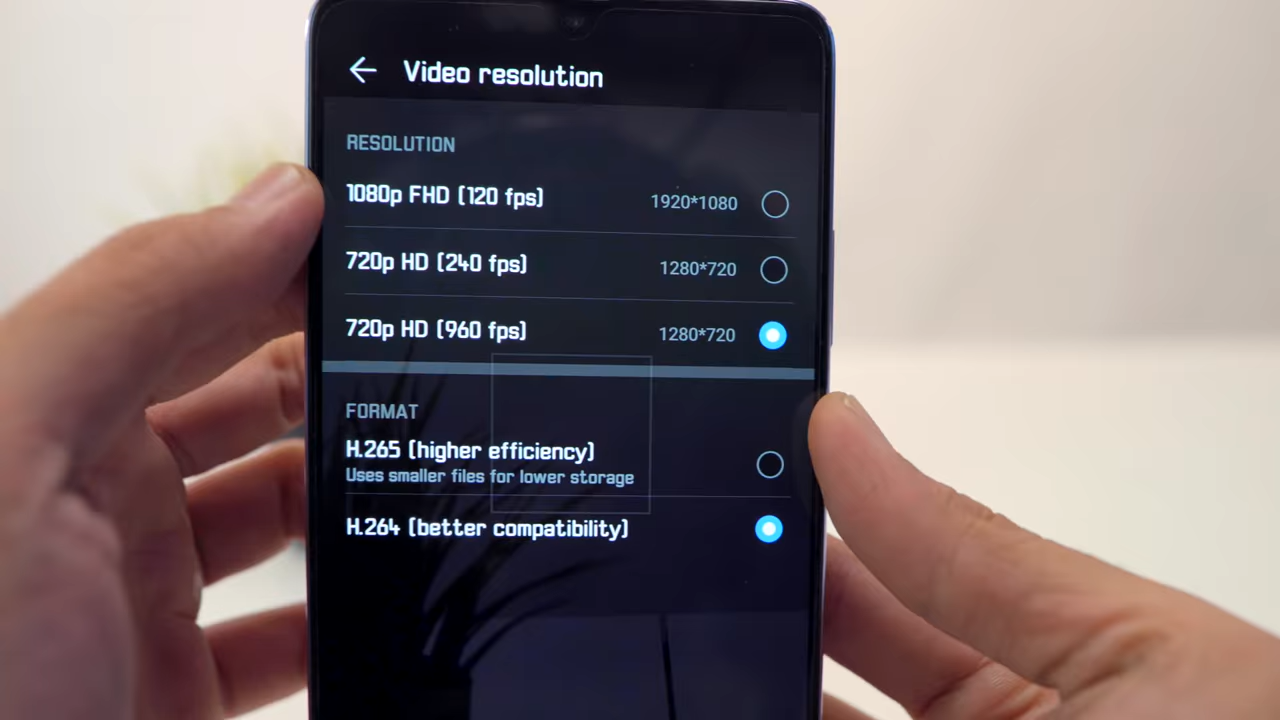 Video resolution
RESOLUTION
1080p FHD (120 fps) 1920*1080
720p HD (240 fps) 1280*720
720p HD (960 fps) 1280*720
FORMAT
H.265 (higher efficiency)
Uses smaller files for lower storage
H.264 (better compatibility)